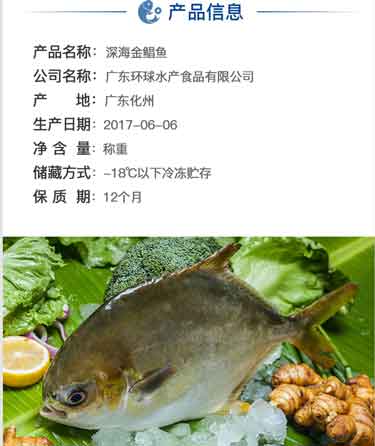 产品信息
产品名称：深海金鲳鱼
公司名称：广东环球水产食品有限公司
产 地：广东化州
生产日期：2017-06-06
净 含 量：称重
储藏方式：-18℃以下冷冻贮存
保 质 期：12个月